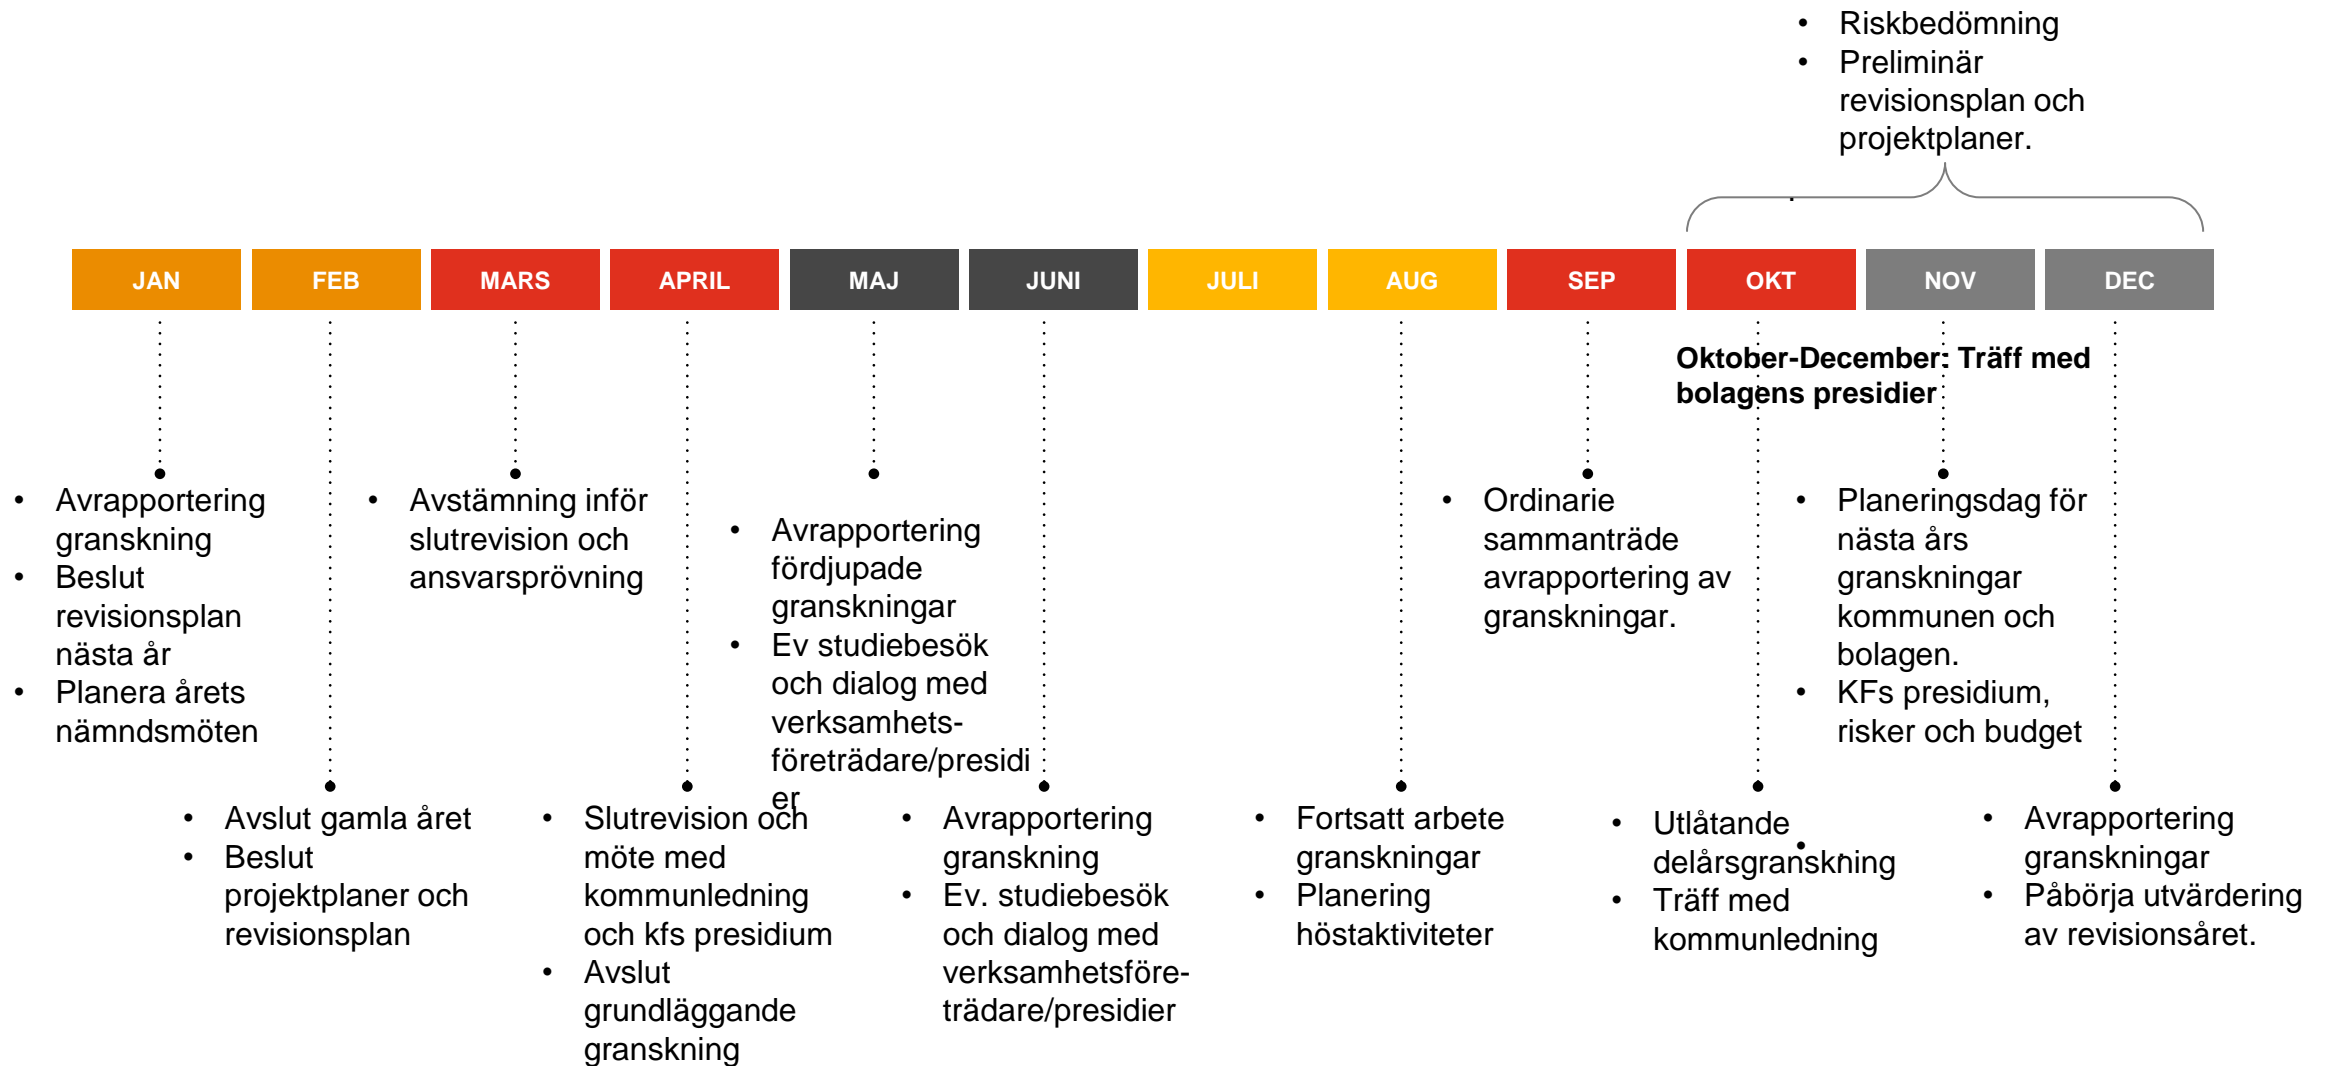 • Riskbedömning
• Preliminär
revisionsplan och
projektplaner.
JAN
FEB
MARS
APRIL
MAJ
JUNI
JULI
AUG
SEP
OKT
NOV
DEC
Oktober-December: Träff med
bolagens presidier
• Avrapportering
granskning
• Beslut
revisionsplan
nästa år
• Planera årets
nämndsmöten
• Avslut gamla året
• Beslut
projektplaner och
revisionsplan
• Avstämning inför
slutrevision och
ansvarsprövning
• Slutrevision och
möte med
kommunledning
och kfs presidium
• Avslut
grundläggande
granskning
• Avrapportering
fördjupade
granskningar
• Ev studiebesök
och dialog med
verksamhets-
företrädare/presidi
er
• Avrapportering
granskning
• Ev. studiebesök
och dialog med
verksamhetsföre-
trädare/presidier
• Fortsatt arbete
granskningar
• Planering
höstaktiviteter
• Ordinarie
sammanträde
avrapportering av
granskningar.
• Utlåtande
delårsgranskning
• Träff med
kommunledning
• Planeringsdag för
nästa års
granskningar
kommunen och
bolagen.
• KFs presidium,
risker och budget
• Avrapportering
granskningar
• Påbörja utvärdering
av revisionsåret.